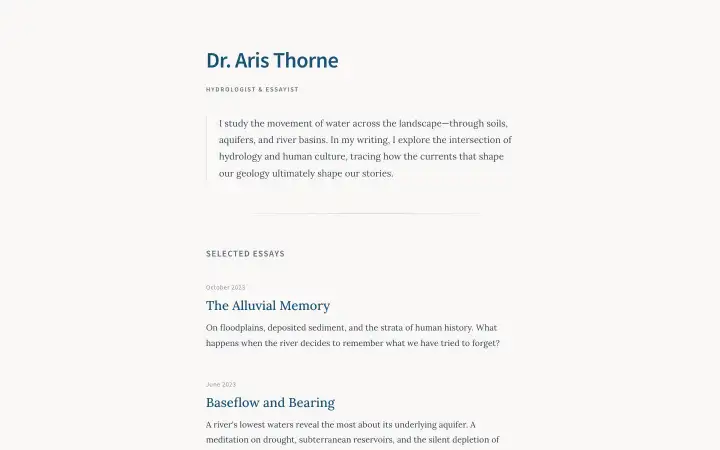 Dr. Aris Thorne
HYDROLOGIST & ESSAYIST
I study the movement of water across the landscape—through soils,
aquifers, and river basins. In my writing, I explore the intersection of
hydrology and human culture, tracing how the currents that shape
our geology ultimately shape our stories.
SELECTED ESSAYS
October 2023
The Alluvial Memory
On floodplains, deposited sediment, and the strata of human history. What
happens when the river decides to remember what we have tried to forget?
June 2023
Baseflow and Bearing
A river's lowest waters reveal the most about its underlying aquifer. A
meditation on drought, subterranean reservoirs, and the silent depletion of